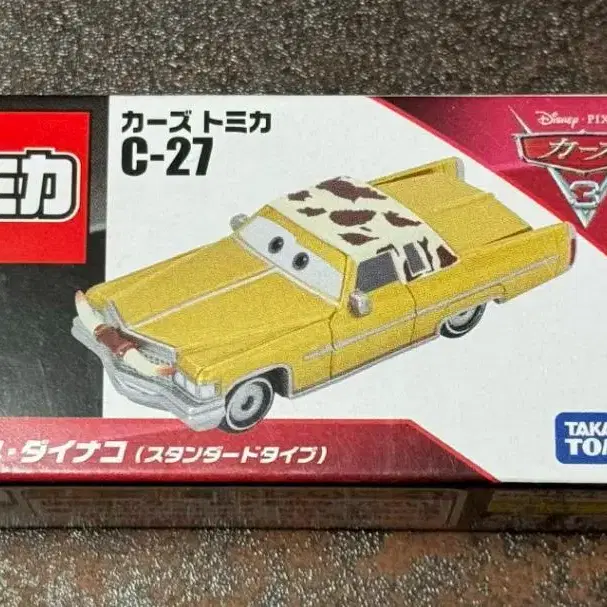 カーズ トミカ
C-27
ミカ
Disney · PIX
カーズ
3
・ダイナコ (スタンダードタイプ)
TAKA
TOM